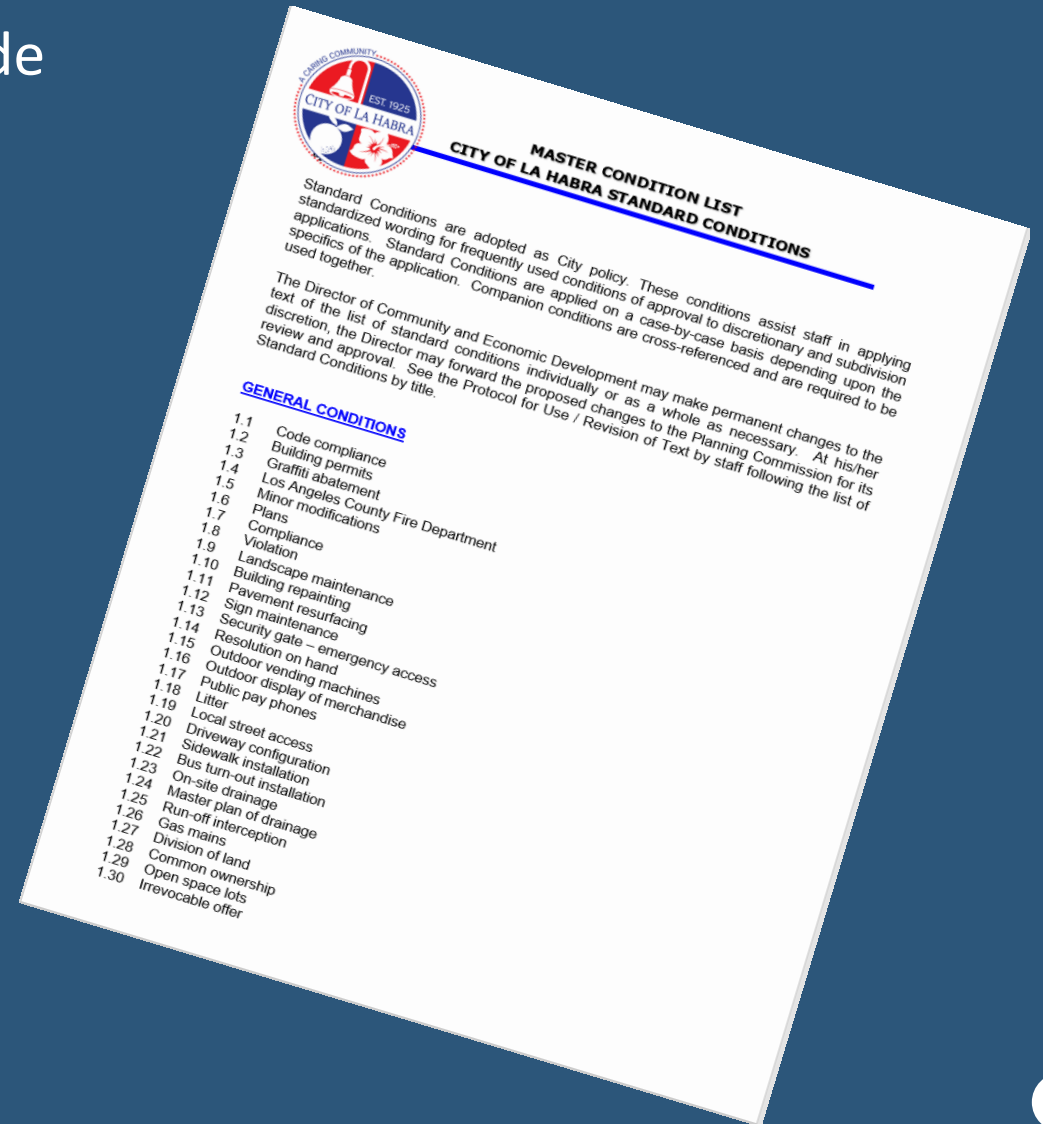 de
A CARING COMMUNITY
EST. 1925
CITY OF LA HABRA
MASTER CONDITION LIST
CITY OF LA HABRA STANDARD CONDITIONS
Standard Conditions are adopted as City policy. These conditions assist staff in applying
standardized wording for frequently used conditions of approval to discretionary and subdivision
applications. Standard Conditions are applied on a case-by-case basis depending upon the
specifics of the application. Companion conditions are cross-referenced and are required to be
used together.
The Director of Community and Economic Development may make permanent changes to the
text of the list of standard conditions individually or as a whole as necessary. At his/her
discretion, the Director may forward the proposed changes to the Planning Commission for its
review and approval. See the Protocol for Use / Revision of Text by staff following the list of
Standard Conditions by title.
GENERAL CONDITIONS
1.1 Code compliance
1.2 Building permits
1.3 Graffiti abatement
1.4 Los Angeles County Fire Department
1.5 Minor modifications
1.6 Plans
1.7 Compliance
1.8 Violation
1.9 Landscape maintenance
1.10 Building repainting
1.11 Pavement resurfacing
1.12 Sign maintenance
1.13 Security gate – emergency access
1.14 Resolution on hand
1.15 Outdoor vending machines
1.16 Outdoor display of merchandise
1.17 Public pay phones
1.18 Litter
1.19 Local street access
1.20 Driveway configuration
1.21 Sidewalk installation
1.22 Bus turn-out installation
1.23 On-site drainage
1.24 Master plan of drainage
1.25 Run-off interception
1.26 Gas mains
1.27 Division of land
1.28 Common ownership
1.29 Open space lots
1.30 Irrevocable offer